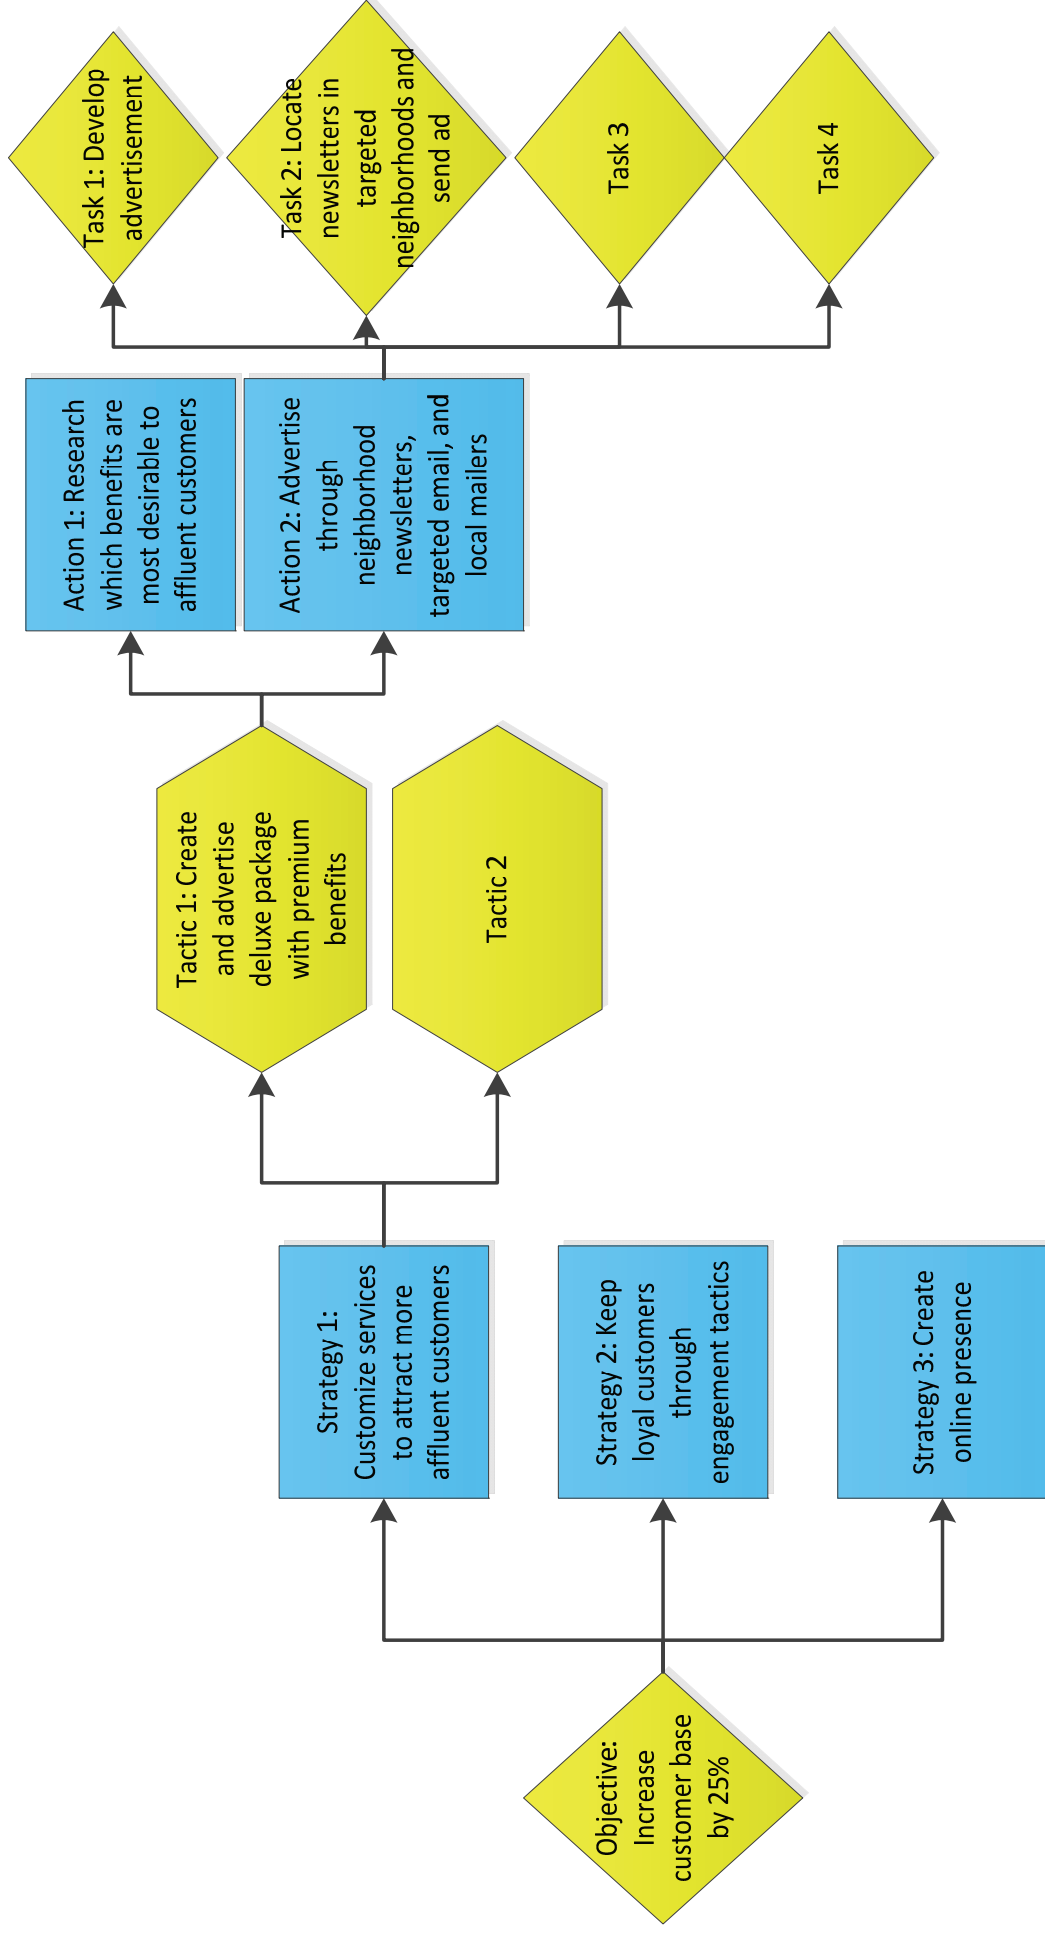 Objective:
Increase
customer base
by 25%
Strategy 1:
Customize services
to attract more
affluent customers
Strategy 2: Keep
loyal customers
through
engagement tactics
Strategy 3: Create
online presence
Tactic 1: Create
and advertise
deluxe package
with premium
benefits
Tactic 2
Action 1: Research
which benefits are
most desirable to
affluent customers
Action 2: Advertise
through
neighborhood
newsletters,
targeted email, and
local mailers
Task 1: Develop
advertisement
Task 2: Locate
newsletters in
targeted
neighborhoods and
send ad
Task 3
Task 4